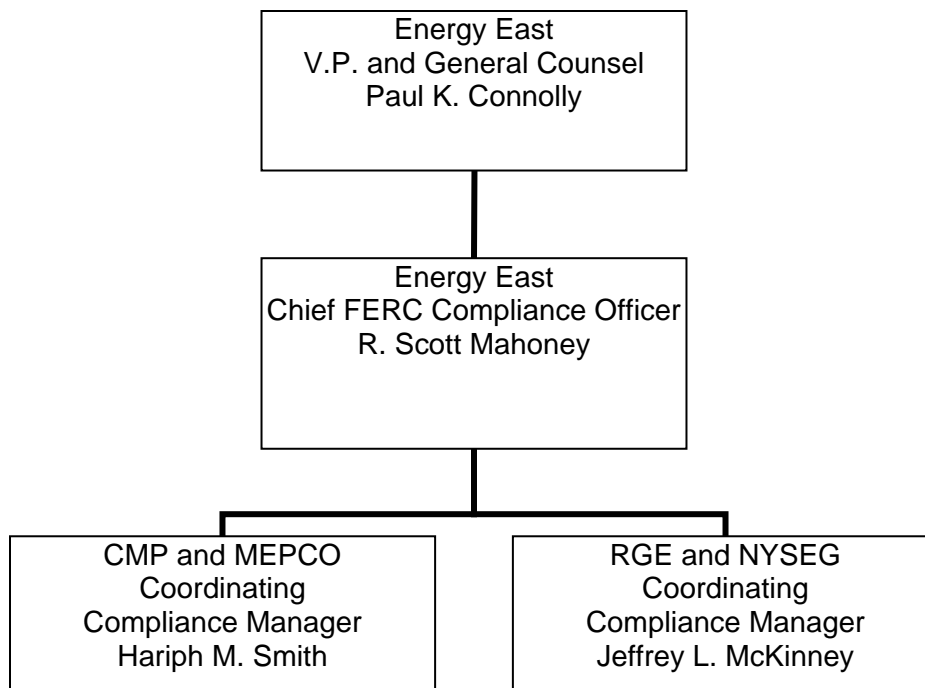 Energy East
V.P. and General Counsel
Paul K. Connolly
Energy East
Chief FERC Compliance Officer
R. Scott Mahoney
CMP and MEPCO
Coordinating
Compliance Manager
Hariph M. Smith
RGE and NYSEG
Coordinating
Compliance Manager
Jeffrey L. McKinney